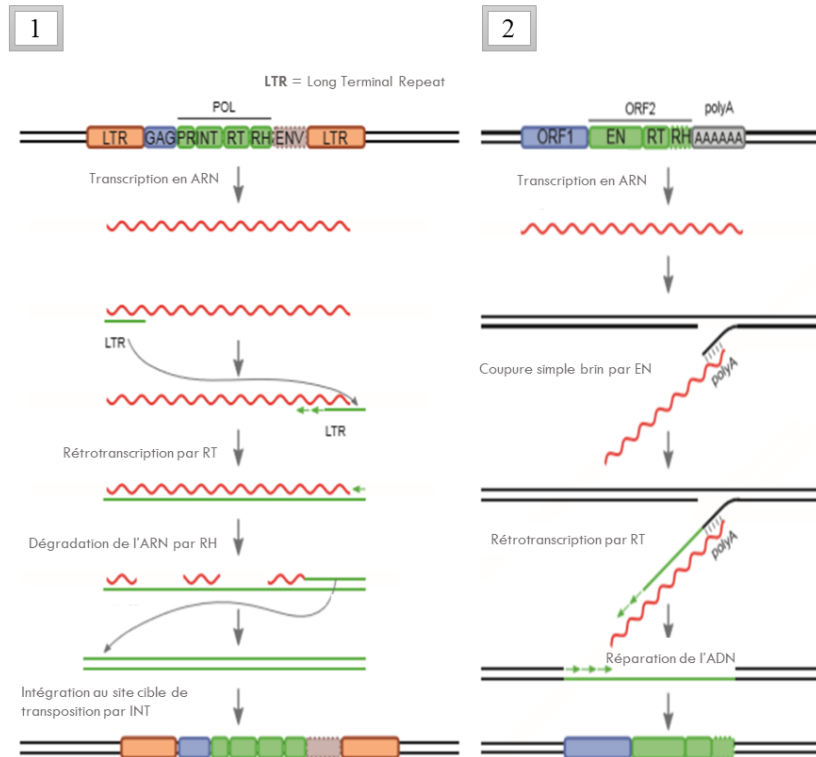 1
LTR = Long Terminal Repeat
POL
LTR GAG PR INT RT RH ENV LTR
Transcription en ARN
LTR
LTR
Rétrotranscription par RT
Dégradation de l'ARN par RH
Intégration au site cible de
transposition par INT
2
ORF2 polyA
ORF1 EN RT RH AAAAAA
Transcription en ARN
Coupure simple brin par EN
polyA
Rétrotranscription par RT
polyA
Réparation de l'ADN